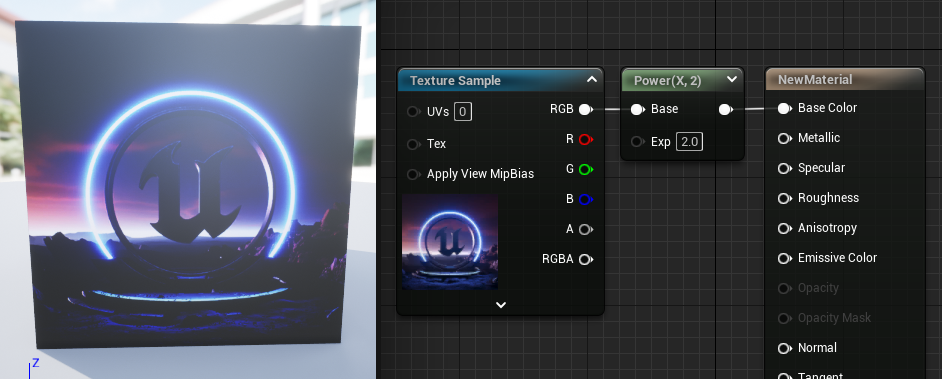 Texture Sample
UVs 0
Tex
Apply View MipBias
RGB
R
G
B
A
RGBA
Power(X, 2)
Base
Exp 2.0
NewMaterial
Base Color
Metallic
Specular
Roughness
Anisotropy
Emissive Color
Opacity
Opacity Mask
Normal
Tangent
Z